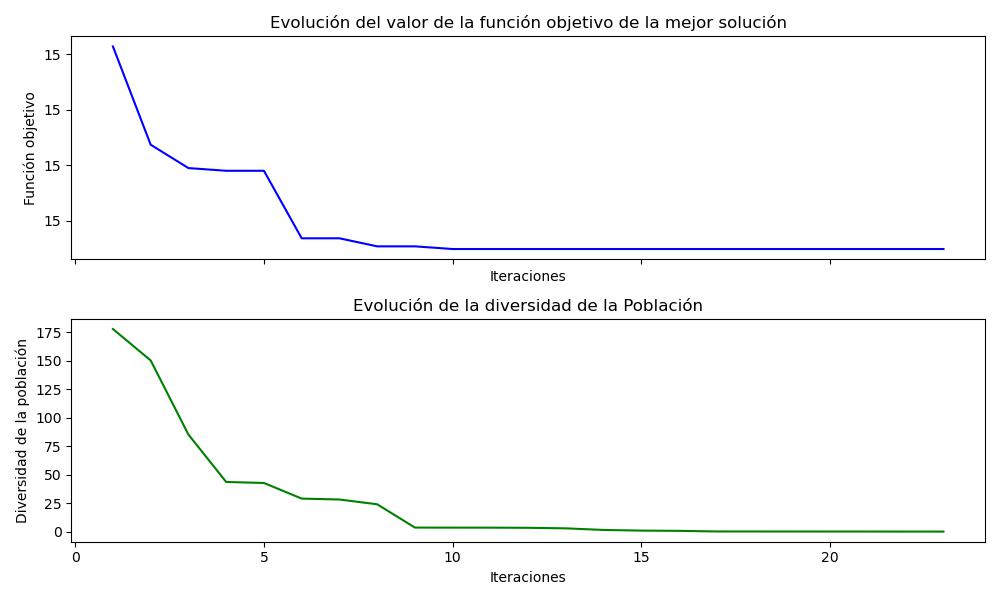 Evolución del valor de la función objetivo de la mejor solución
15
15
15
15
Función objetivo
Iteraciones
Evolución de la diversidad de la Población
175
150
125
100
75
50
25
0
Diversidad de la población
0 5 10 15 20
Iteraciones